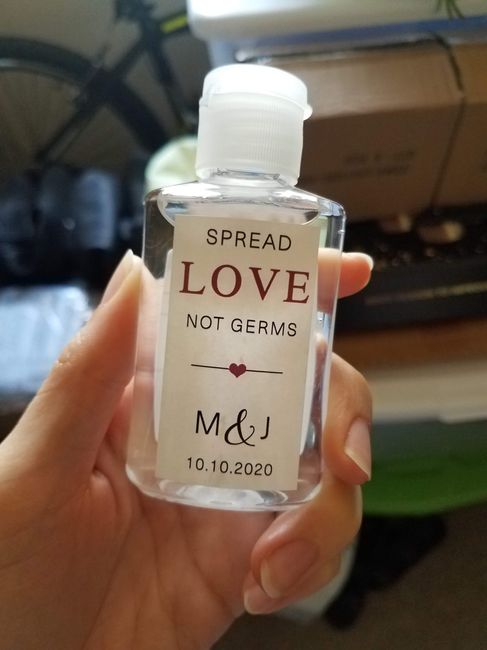 SPREAD
LOVE
NOT GERMS
M&J
10.10.2020